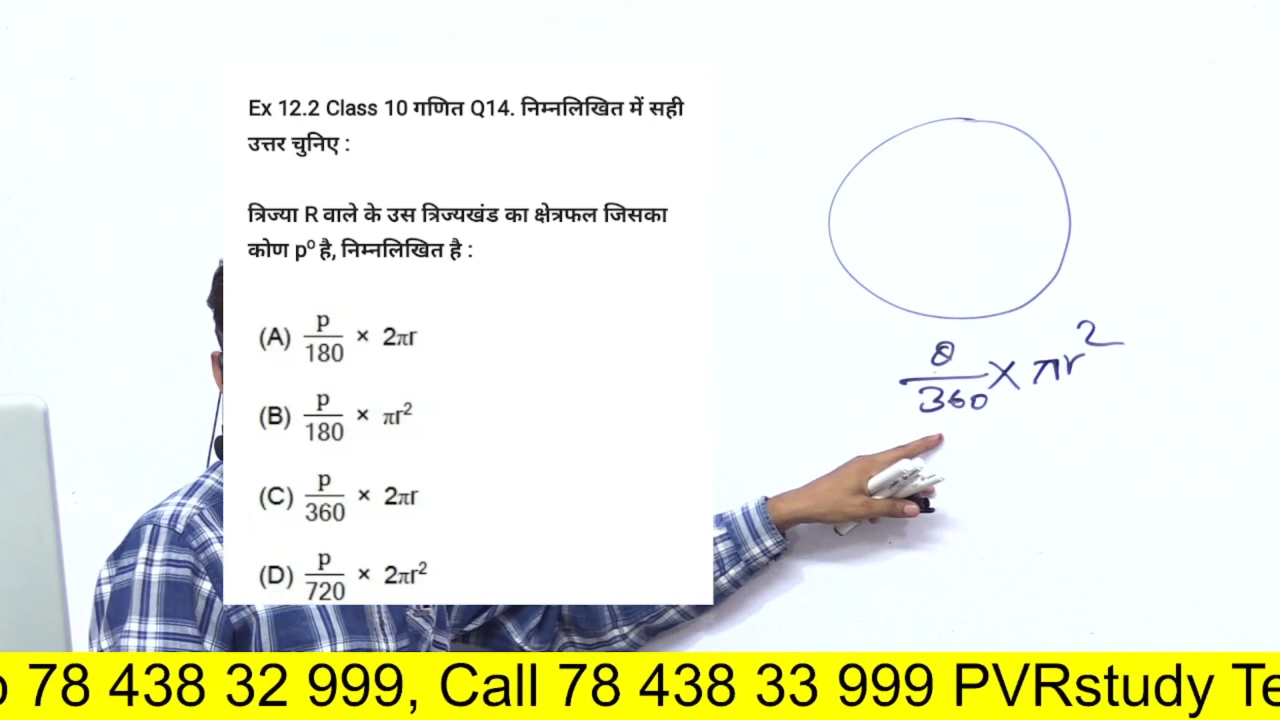 Ex 12.2 Class 10 गणित Q14. निम्नलिखित में सही
उत्तर चुनिए :
त्रिज्या R वाले के उस त्रिज्यखंड का क्षेत्रफल जिसका
कोण p⁰ है, निम्नलिखित है :
(A) p/180 × 2πr
(B) p/180 × πr²
(C) p/360 × 2πr
(D) p/720 × 2πr²
θ/360 × πr²
78 438 32 999, Call 78 438 33 999 PVRstudy